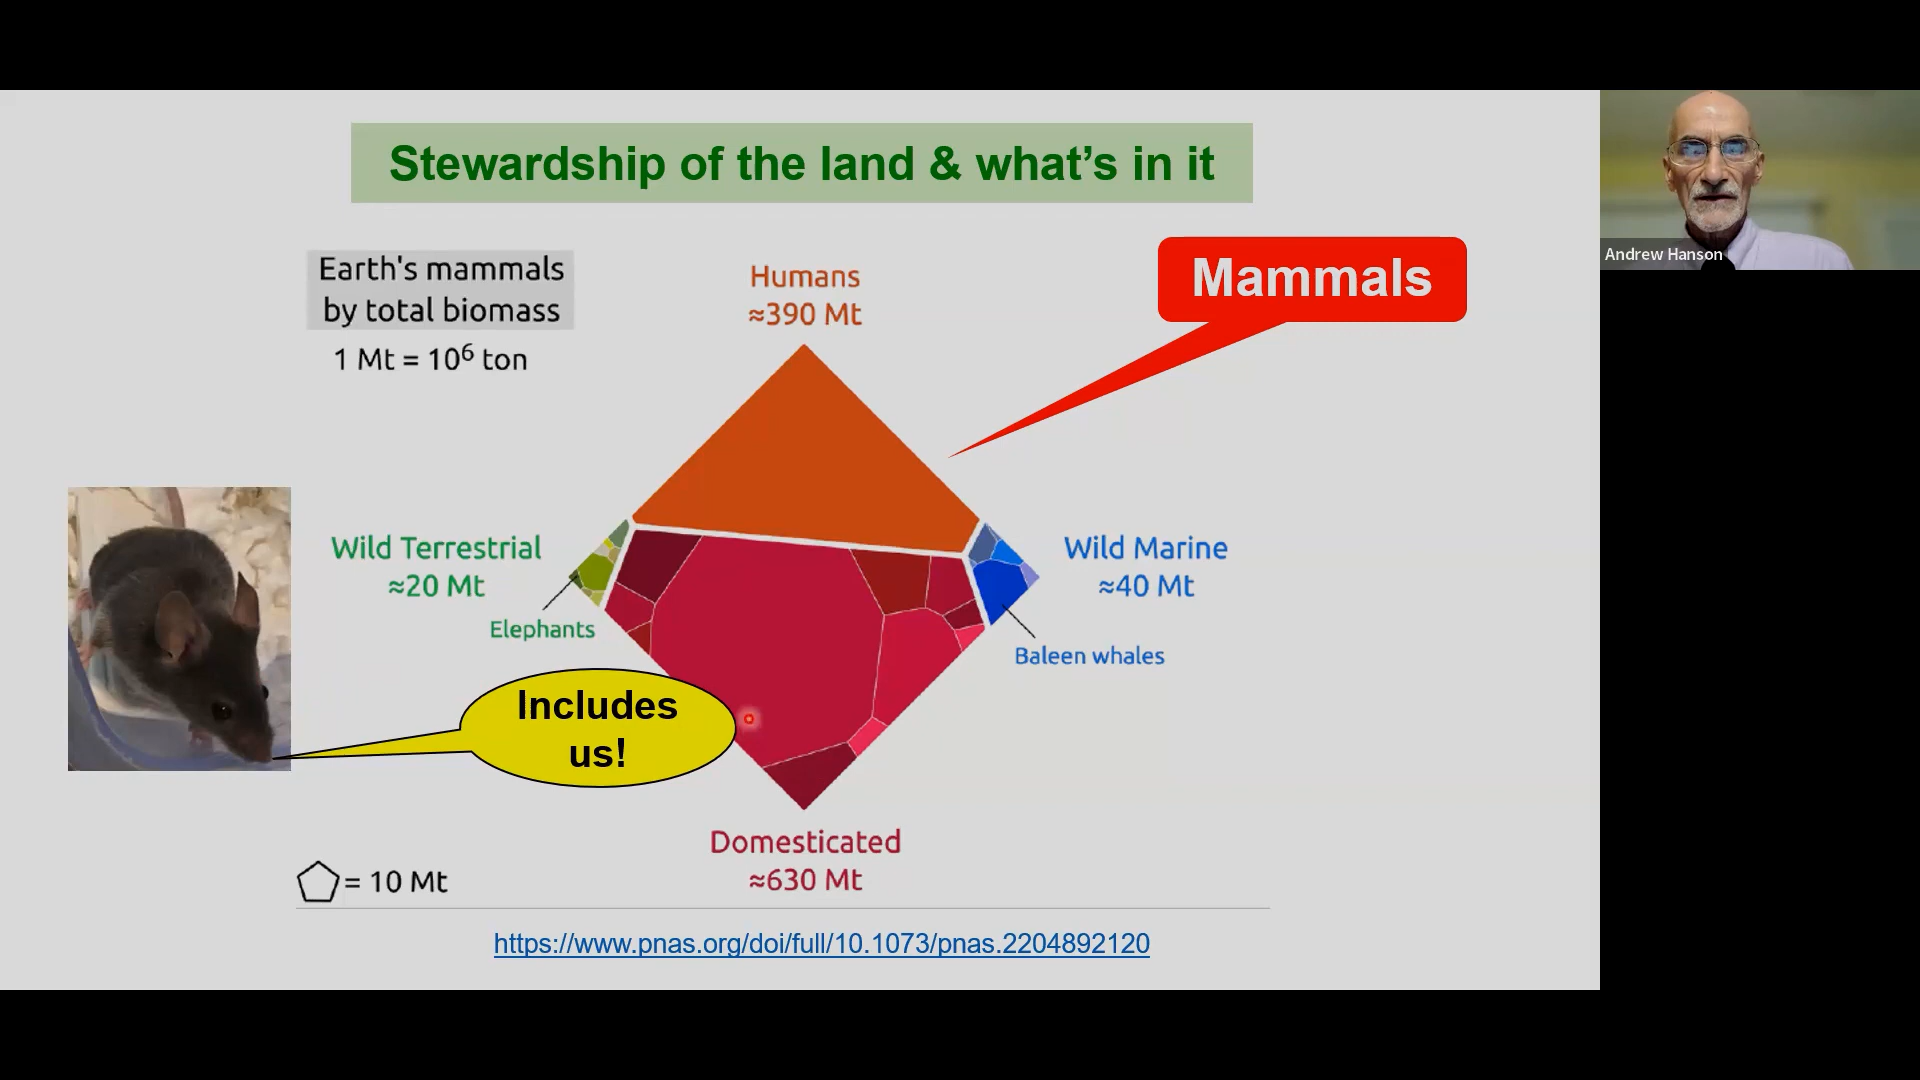 Stewardship of the land & what's in it
Earth's mammals
by total biomass
1 Mt = 10⁶ ton
Humans
≈390 Mt
Mammals
Andrew Hanson
Wild Terrestrial
≈20 Mt
Elephants
Wild Marine
≈40 Mt
Baleen whales
Includes
us!
Domesticated
≈630 Mt
= 10 Mt
https://www.pnas.org/doi/full/10.1073/pnas.2204892120